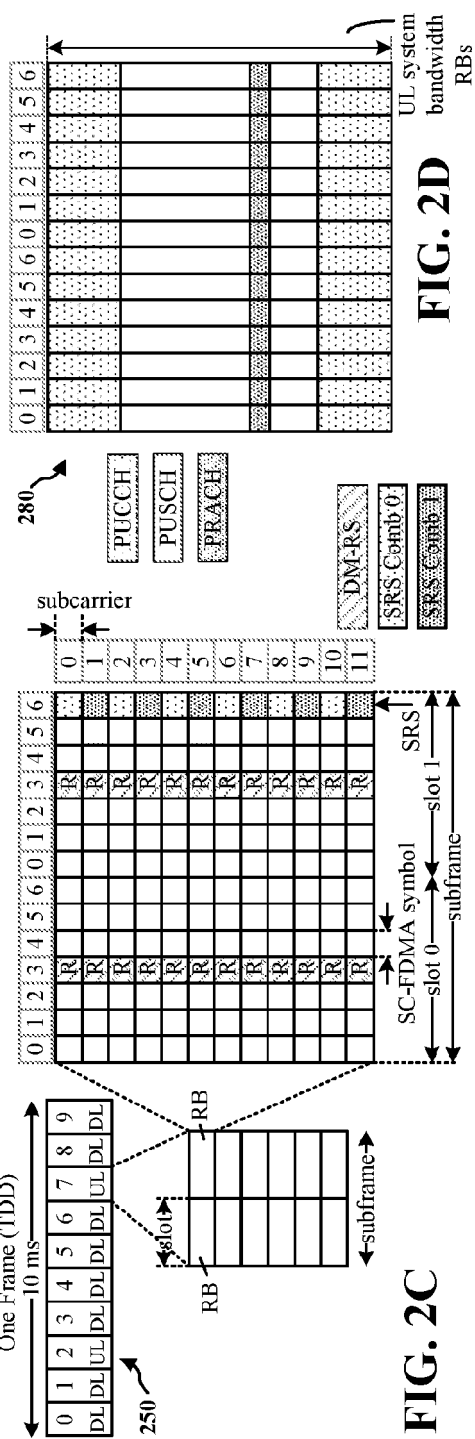 One Frame (TDD)
10 ms
0 1 2 3 4 5 6 7 8 9
DL DL UL DL DL DL DL UL DL DL
250
RB
slot
RB
subframe
FIG. 2C
0 1 2 3 4 5 6 0 1 2 3 4 5 6
subcarrier
R R 0
R R 1
R R 2
R R 3
R R 4
R R 5
R R 6
R R 7
R R 8
R R 9
R R 10
R R 11
SC-FDMA symbol
SRS
slot 0
slot 1
subframe
DM-RS
SRS Comb 0
SRS Comb 1
280
PUCCH
PUSCH
PRACH
0 1 2 3 4 5 6 0 1 2 3 4 5 6
UL system
bandwidth
RBs
FIG. 2D